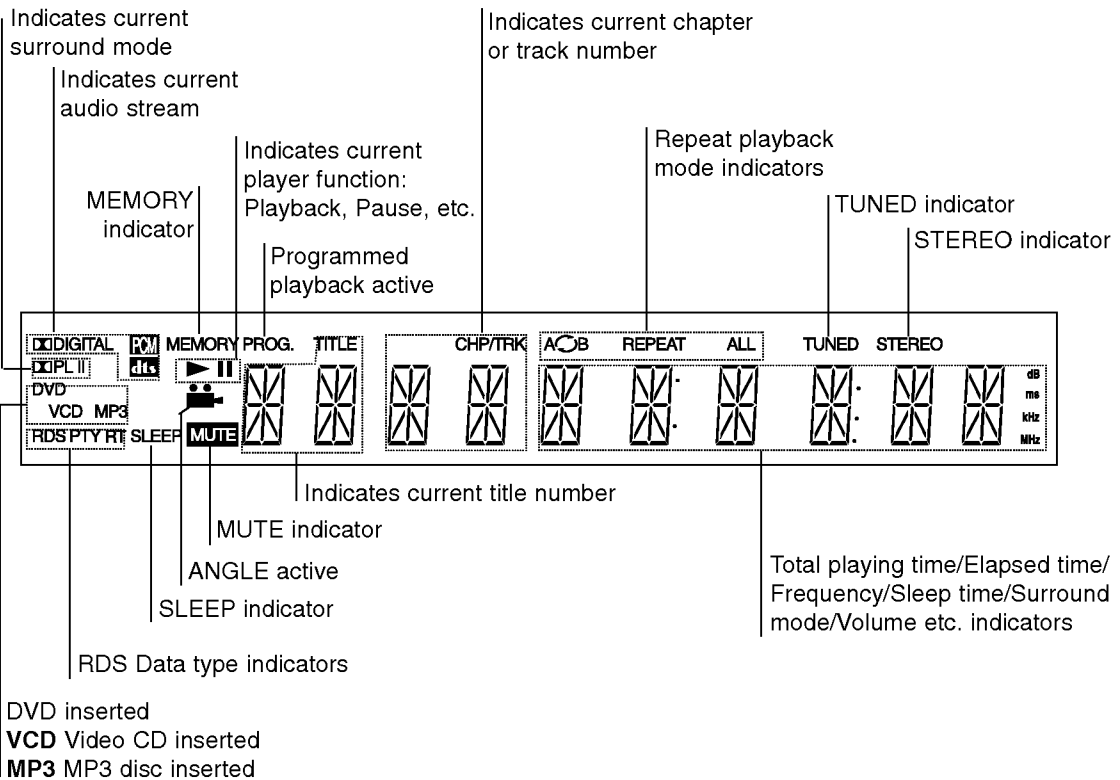 Indicates current
surround mode
Indicates current
audio stream
MEMORY
indicator
Indicates current
player function:
Playback, Pause, etc.
Programmed
playback active
Indicates current chapter
or track number
Repeat playback
mode indicators
TUNED indicator
STEREO indicator
DIGITAL PCM MEMORY PROG. TITLE CHP/TRK A B REPEAT ALL TUNED STEREO
PL II dts
DVD
VCD MP3
RDS PTY RT SLEEP MUTE
dB
ms
kHz
MHz
Indicates current title number
MUTE indicator
ANGLE active
SLEEP indicator
RDS Data type indicators
Total playing time/Elapsed time/
Frequency/Sleep time/Surround
mode/Volume etc. indicators
DVD inserted
VCD Video CD inserted
MP3 MP3 disc inserted